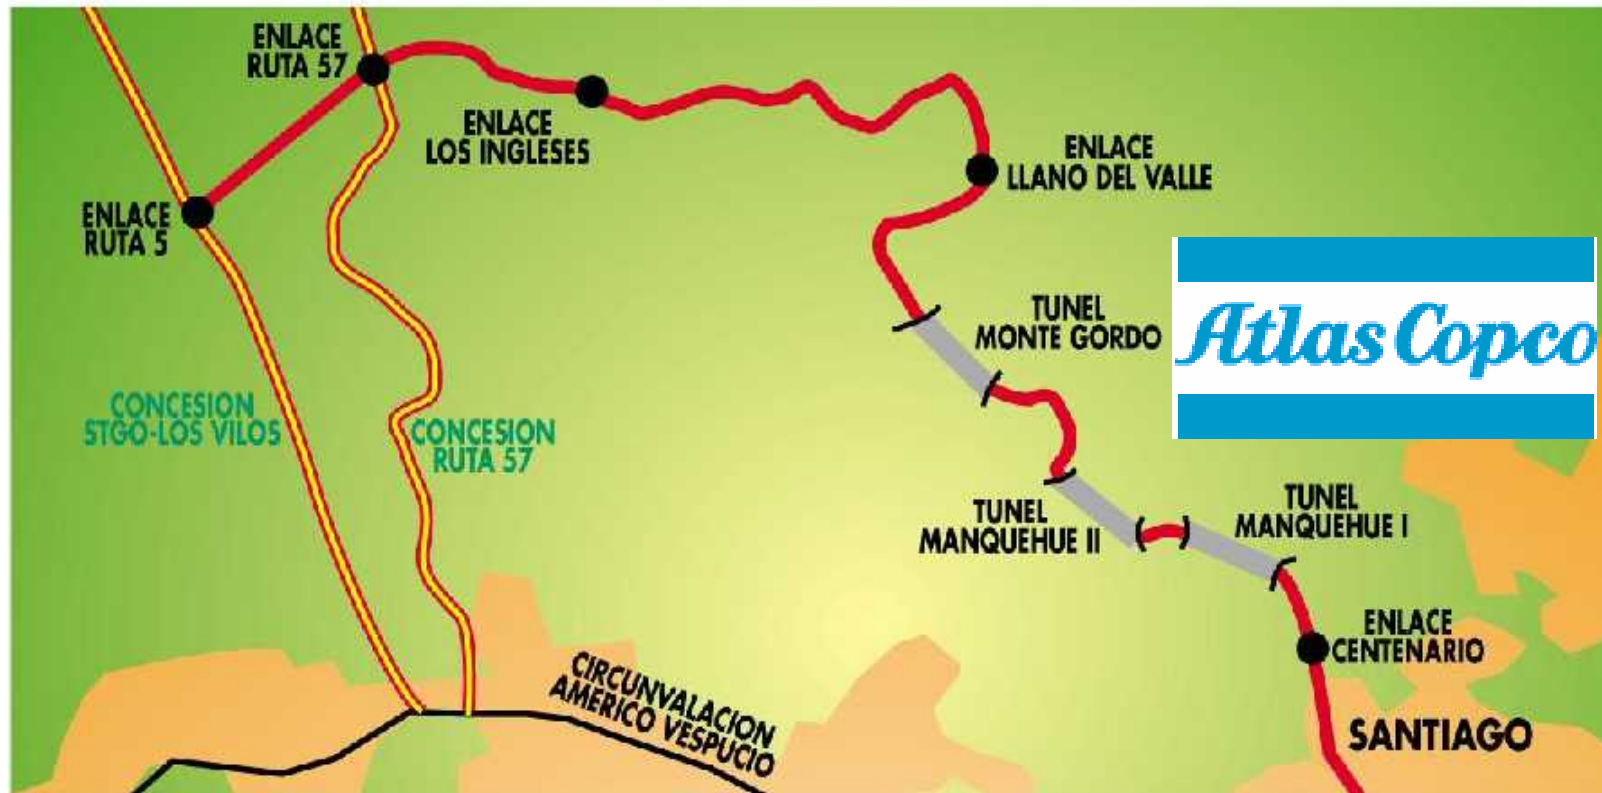 ENLACE
RUTA 57
ENLACE
LOS INGLESES
ENLACE
LLANO DEL VALLE
ENLACE
RUTA 5
TUNEL
MONTE GORDO
Atlas Copco
CONCESION
STGO-LOS VILOS
CONCESION
RUTA 57
TUNEL
MANQUEHUE II
TUNEL
MANQUEHUE I
ENLACE
CENTENARIO
CIRCUNVALACION
AMERICO VESPUCIO
SANTIAGO